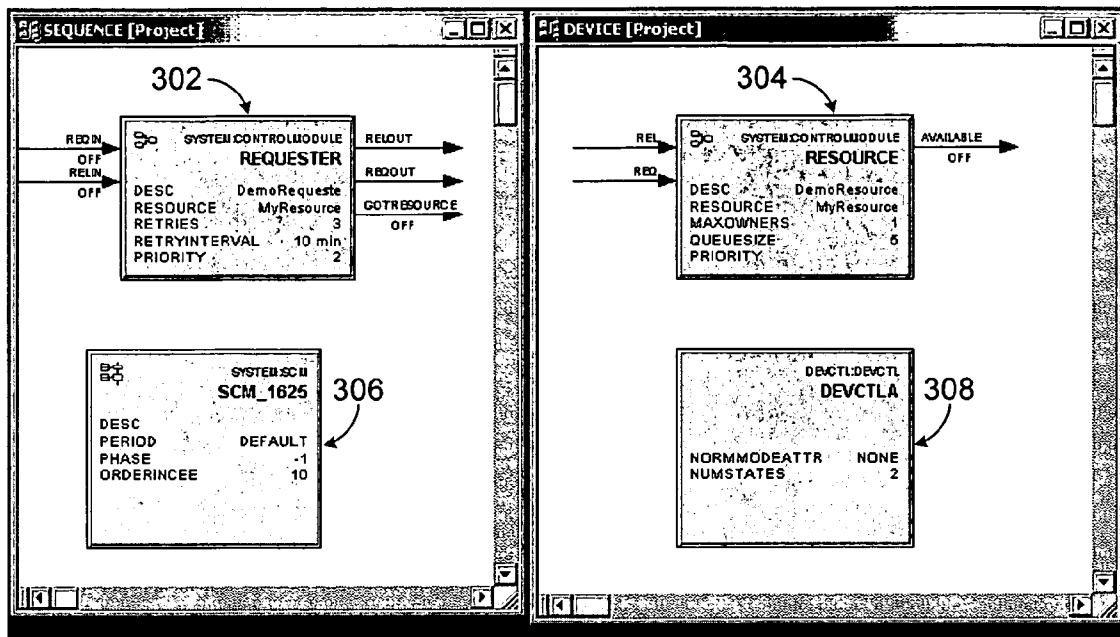 SEQUENCE [Project]
302
REQIN
OFF
RELIN
OFF
SYSTEM:CONTROLMODULE
REQUESTER
DESC DemoRequeste
RESOURCE MyResource
RETRIES 3
RETRYINTERVAL 10 min
PRIORITY 2
RELOUT
REQOUT
GOTRESOURCE
OFF
SYSTEM:SCM
SCM_1625
306
DESC
PERIOD DEFAULT
PHASE -1
ORDERINCEE 10
DEVICE [Project]
304
REL
REQ
SYSTEM:CONTROLMODULE
RESOURCE
DESC DemoResource
RESOURCE MyResource
MAXOWNERS 1
QUEUESIZE 5
PRIORITY
AVAILABLE
OFF
DEVCTL:DEVCTL
DEVCTLA
308
NORMMODEATTR NONE
NUMSTATES 2